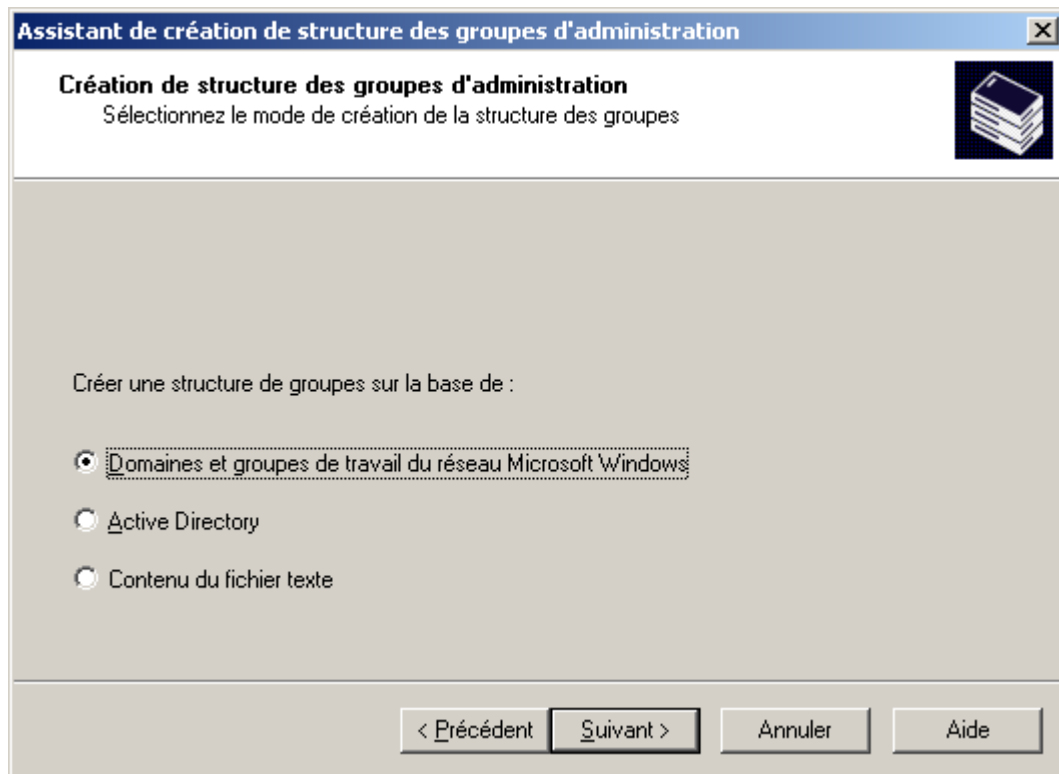 Assistant de création de structure des groupes d'administration
Création de structure des groupes d'administration
Sélectionnez le mode de création de la structure des groupes
Créer une structure de groupes sur la base de :
Domaines et groupes de travail du réseau Microsoft Windows
Active Directory
Contenu du fichier texte
< Précédent Suivant > Annuler Aide